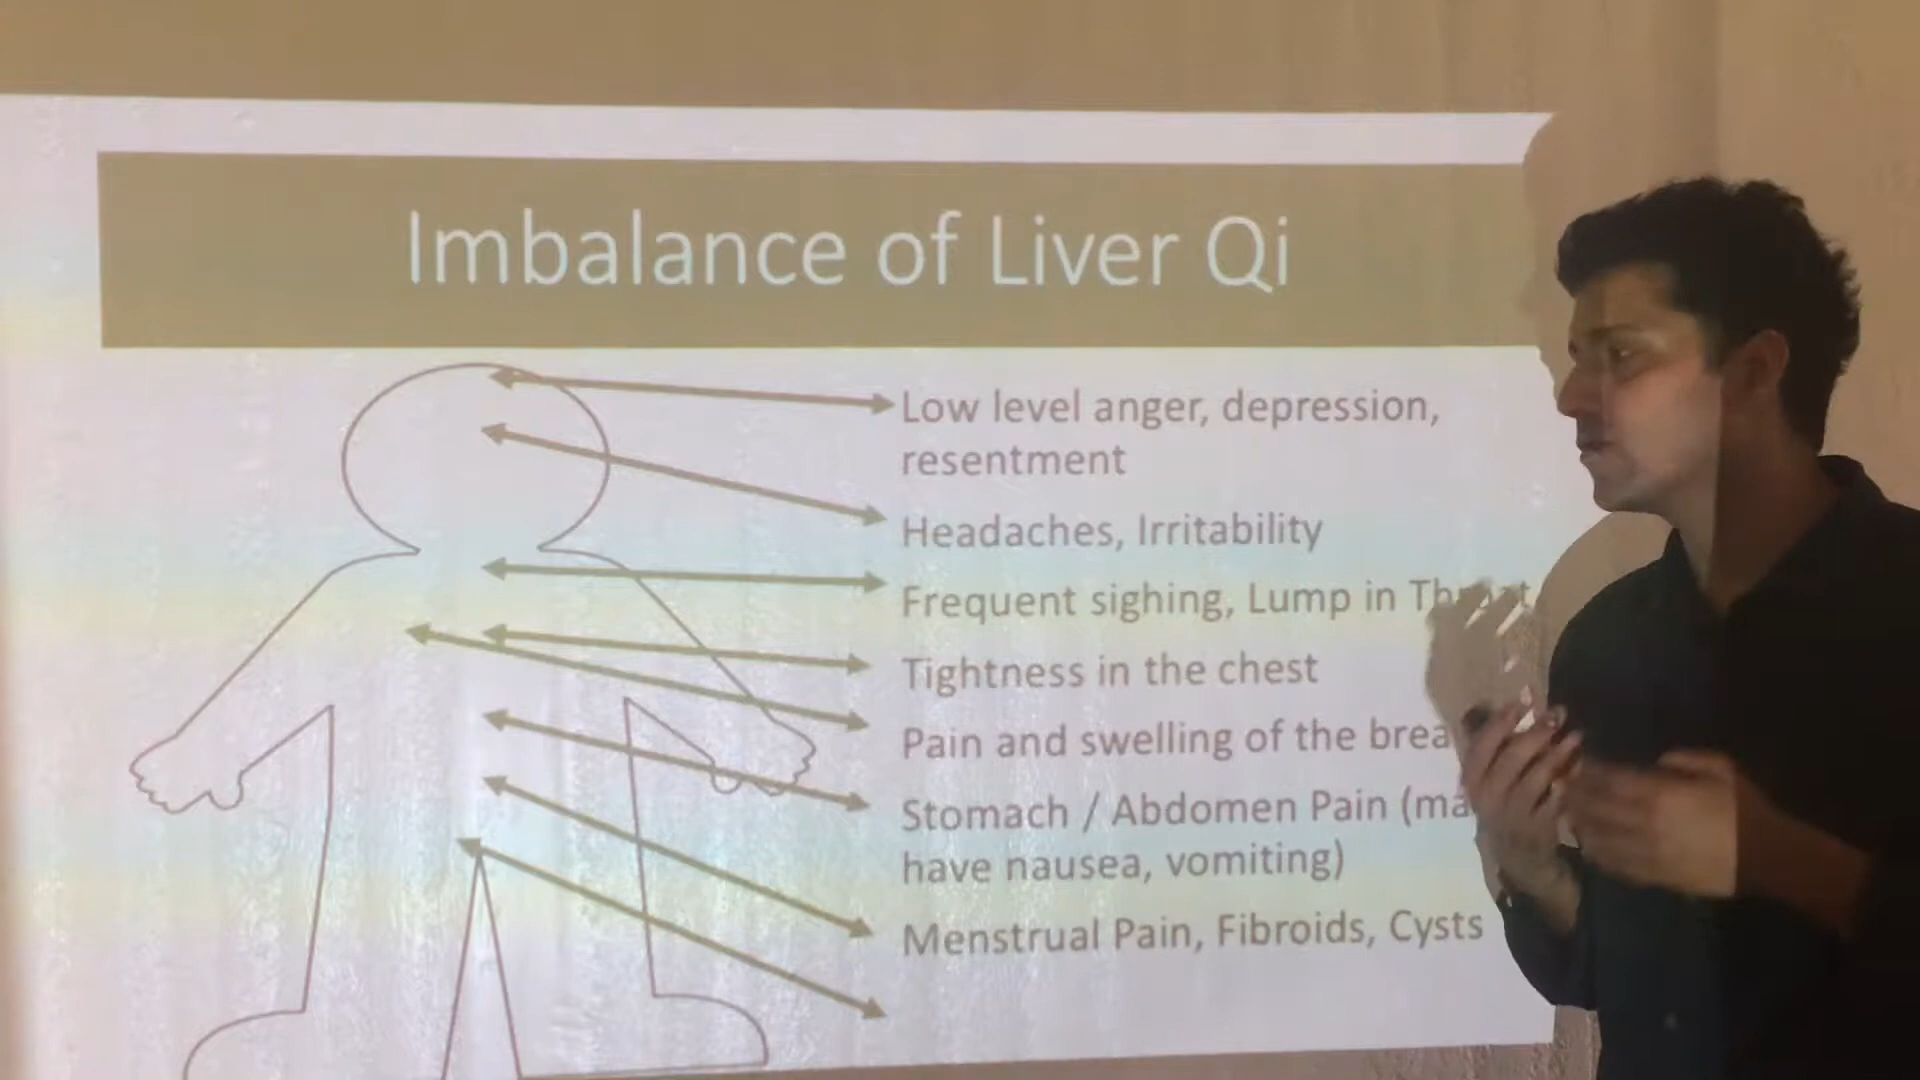 Imbalance of Liver Qi
Low level anger, depression,
resentment
Headaches, Irritability
Frequent sighing, Lump in Throat
Tightness in the chest
Pain and swelling of the
Stomach / Abdomen Pain
have nausea, vomiting)
Menstrual Pain, Fibroids, Cysts